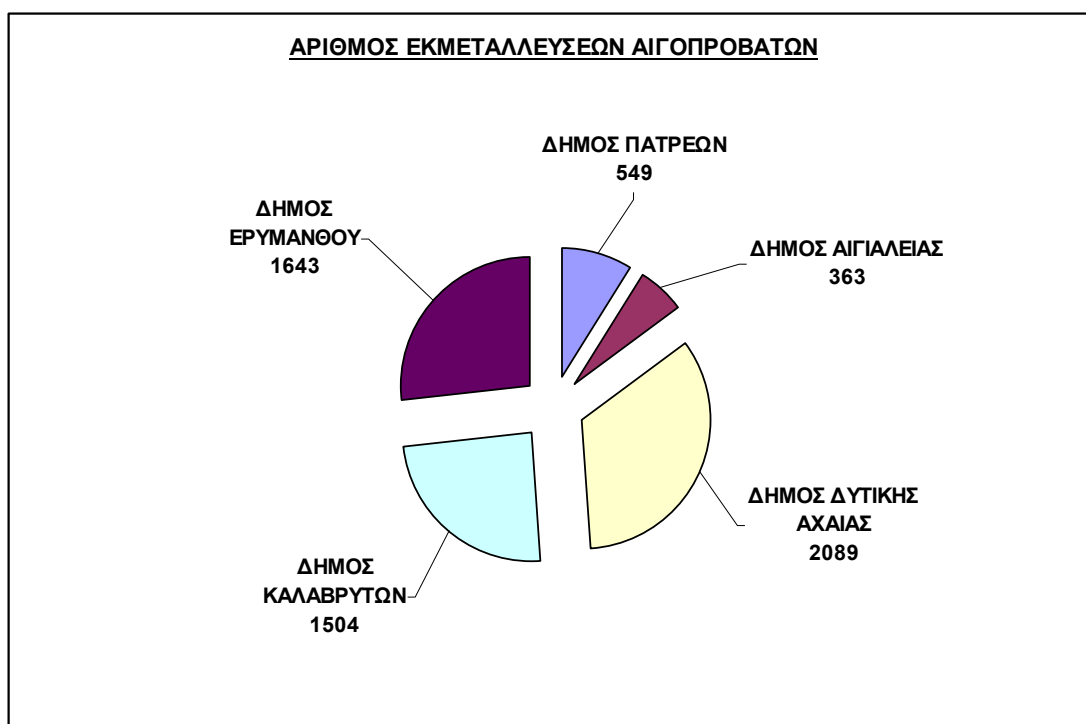 ΑΡΙΘΜΟΣ ΕΚΜΕΤΑΛΛΕΥΣΕΩΝ ΑΙΓΟΠΡΟΒΑΤΩΝ
ΔΗΜΟΣ ΠΑΤΡΕΩΝ
549
ΔΗΜΟΣ ΑΙΓΙΑΛΕΙΑΣ
363
ΔΗΜΟΣ ΔΥΤΙΚΗΣ
ΑΧΑΙΑΣ
2089
ΔΗΜΟΣ
ΚΑΛΑΒΡΥΤΩΝ
1504
ΔΗΜΟΣ
ΕΡΥΜΑΝΘΟΥ
1643